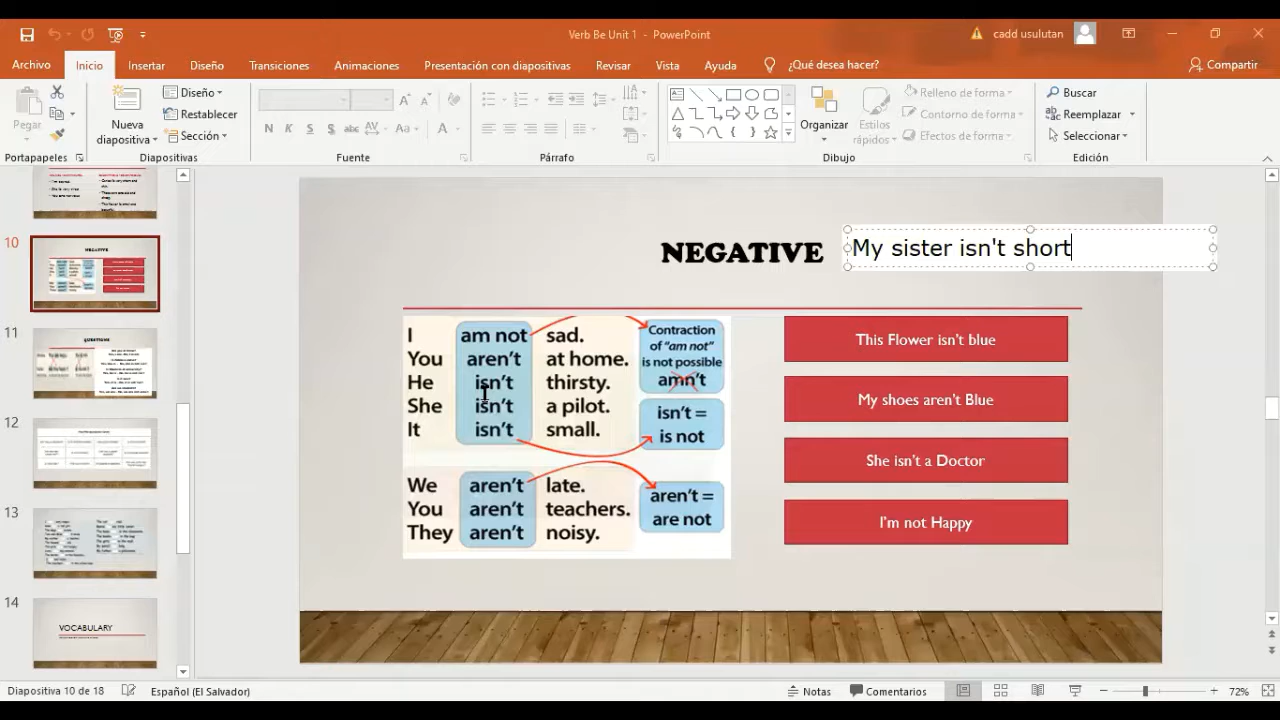 Verb Be Unit 1 - PowerPoint
cadd usulutan
Archivo Inicio Insertar Diseño Transiciones Animaciones Presentación con diapositivas Revisar Vista Ayuda ¿Qué desea hacer? Compartir
Pegar
Nueva diapositiva
Diseño
Restablecer
Sección
N K S S abc AV Aa A
Organizar
Estilos rápidos
Relleno de forma
Contorno de forma
Efectos de forma
Buscar
Reemplazar
Seleccionar
Portapapeles Diapositivas Fuente Párrafo Dibujo Edición
10
NEGATIVE
11
QUESTIONS
12
13
14
VOCABULARY
NEGATIVE
My sister isn't short
I am not sad.
You aren't at home.
He isn't thirsty.
She isn't a pilot.
It isn't small.
We aren't late.
You aren't teachers.
They aren't noisy.
Contraction
of "am not"
is not possible
amn't
isn't =
is not
aren't =
are not
This Flower isn't blue
My shoes aren't Blue
She isn't a Doctor
I'm not Happy
Diapositiva 10 de 18 Español (El Salvador) Notas Comentarios 72%